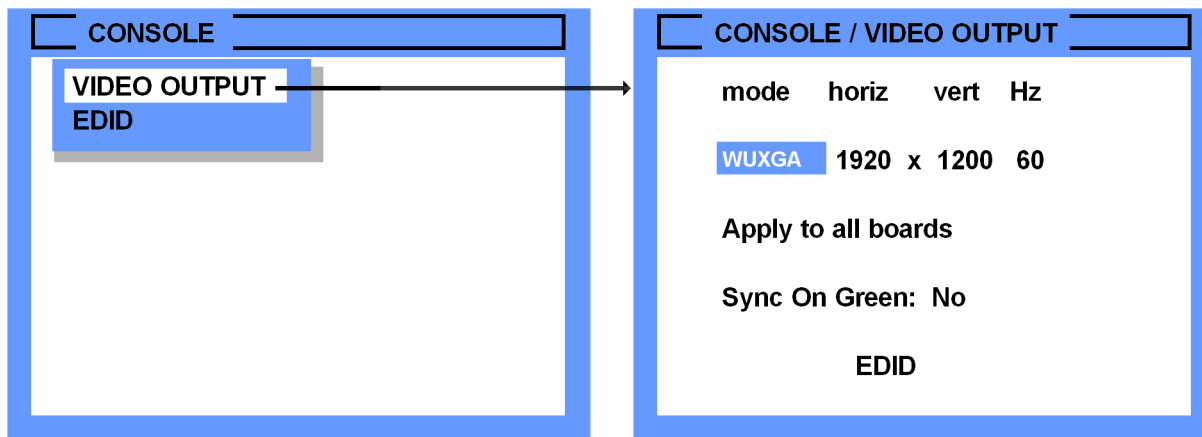 CONSOLE
VIDEO OUTPUT
EDID
CONSOLE / VIDEO OUTPUT
mode horiz vert Hz
WUXGA 1920 x 1200 60
Apply to all boards
Sync On Green: No
EDID